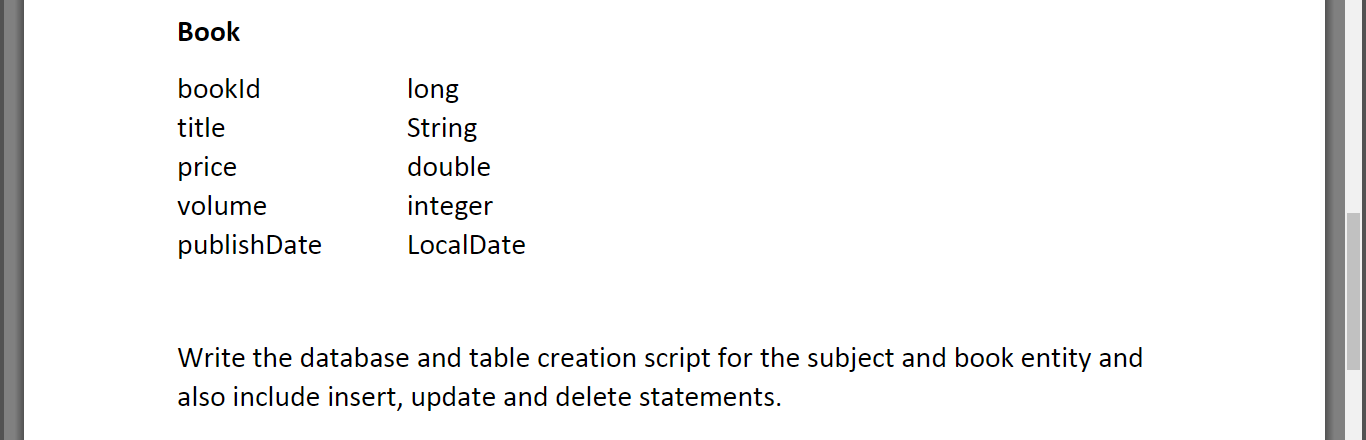 Book
bookId long
title String
price double
volume integer
publishDate LocalDate
Write the database and table creation script for the subject and book entity and
also include insert, update and delete statements.